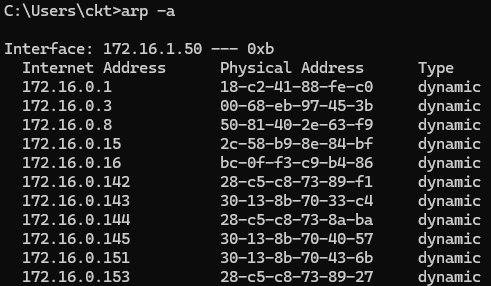 C:\Users\ckt>arp -a
Interface: 172.16.1.50 --- 0xb
Internet Address Physical Address Type
172.16.0.1 18-c2-41-88-fe-c0 dynamic
172.16.0.3 00-68-eb-97-45-3b dynamic
172.16.0.8 50-81-40-2e-63-f9 dynamic
172.16.0.15 2c-58-b9-8e-84-bf dynamic
172.16.0.16 bc-0f-f3-c9-b4-86 dynamic
172.16.0.142 28-c5-c8-73-89-f1 dynamic
172.16.0.143 30-13-8b-70-33-c4 dynamic
172.16.0.144 28-c5-c8-73-8a-ba dynamic
172.16.0.145 30-13-8b-70-40-57 dynamic
172.16.0.151 30-13-8b-70-43-6b dynamic
172.16.0.153 28-c5-c8-73-89-27 dynamic